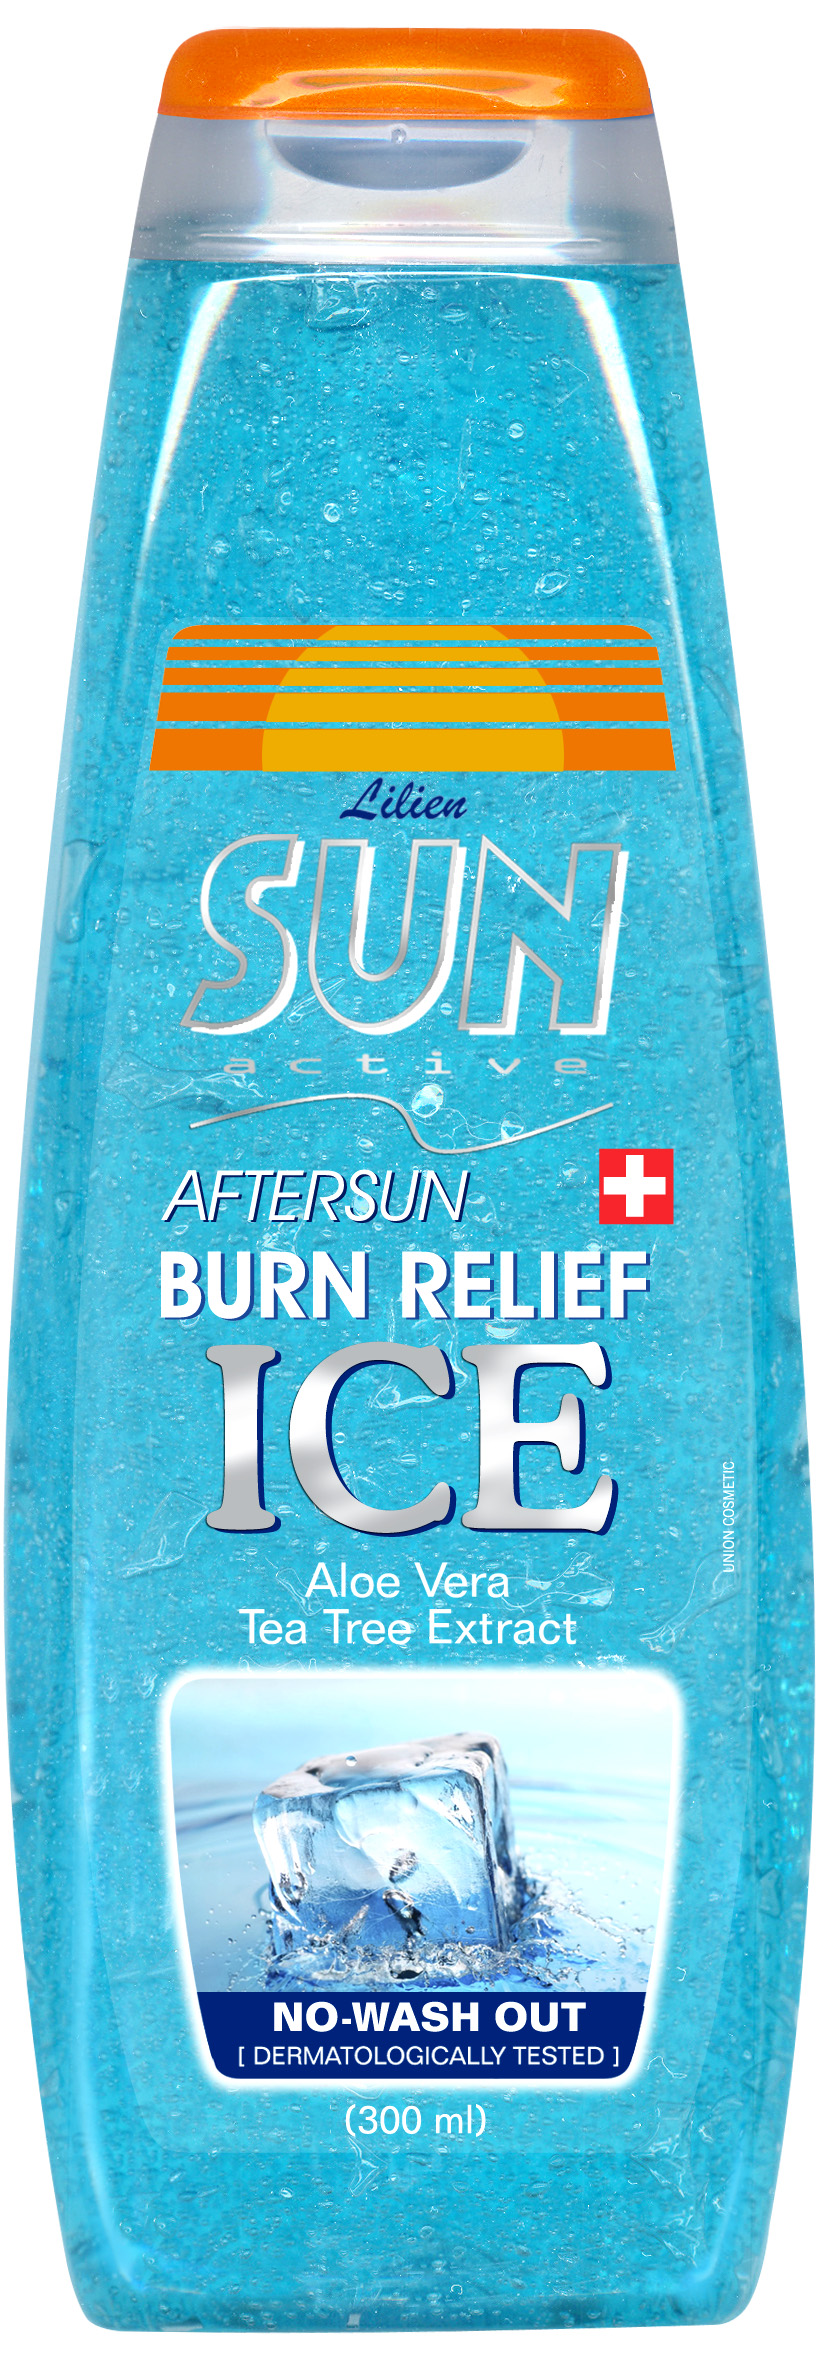 Lilien
SUN
active
AFTERSUN
BURN RELIEF
ICE
Aloe Vera
Tea Tree Extract
UNION COSMETIC
NO-WASH OUT
[ DERMATOLOGICALLY TESTED ]
(300 ml)